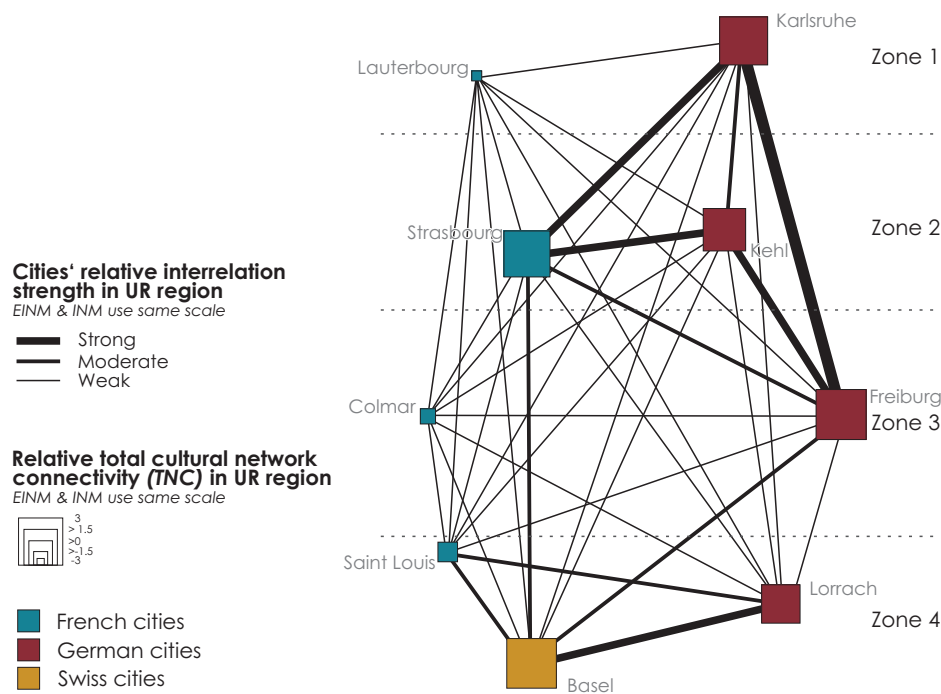 Karlsruhe
Zone 1
Lauterbourg
Strasbourg
Zone 2
Kehl
Cities' relative interrelation
strength in UR region
EINM & INM use same scale
Strong
Moderate
Weak
Colmar
Freiburg
Zone 3
Relative total cultural network
connectivity (TNC) in UR region
EINM & INM use same scale
3
> 1.5
>0
>-1.5
-3
Saint Louis
Lorrach
Zone 4
French cities
German cities
Swiss cities
Basel